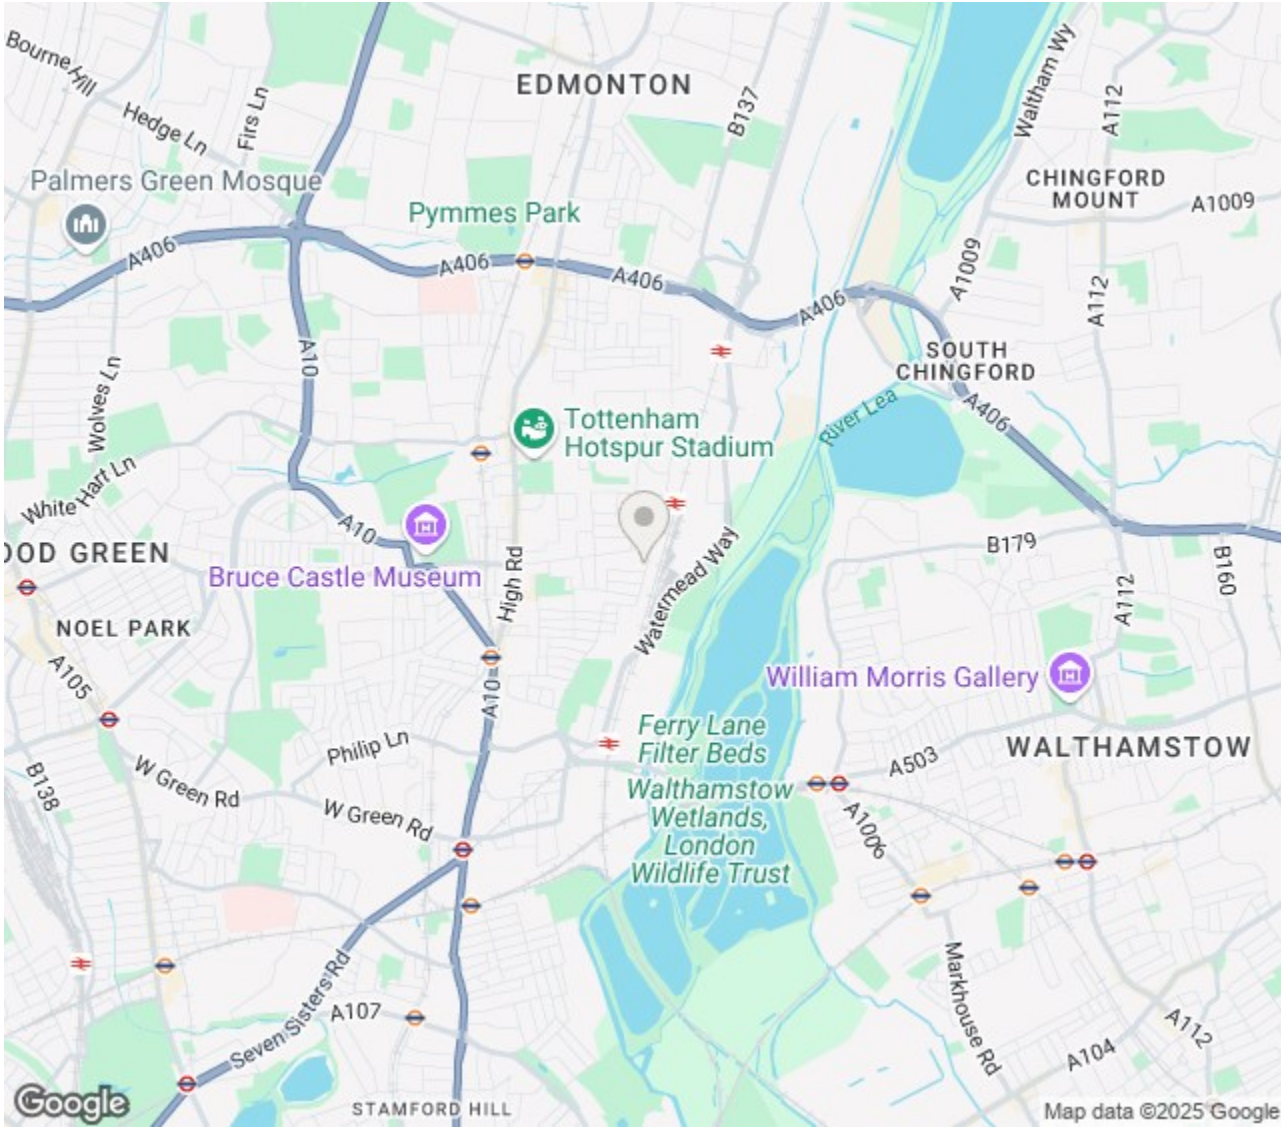 Bourne Hill
EDMONTON
Firs Ln
Hedge Ln
B137
Waltham Wy
A112
Palmers Green Mosque
Pymmes Park
CHINGFORD
MOUNT
A1009
A406
A406
A406
A406
A1009
A112
A10
Wolves Ln
SOUTH
CHINGFORD
A406
River Lea
Tottenham
Hotspur Stadium
White Hart Ln
A10
OOD GREEN
Bruce Castle Museum
High Rd
Watermead Way
B179
B160
A112
NOEL PARK
A105
A10
William Morris Gallery
Ferry Lane
Filter Beds
Philip Ln
WALTHAMSTOW
A503
B138
W Green Rd
W Green Rd
Walthamstow
Wetlands,
London
Wildlife Trust
A1006
Seven Sisters Rd
A107
Markhouse Rd
A112
A104
STAMFORD HILL
Google
Map data ©2025 Google